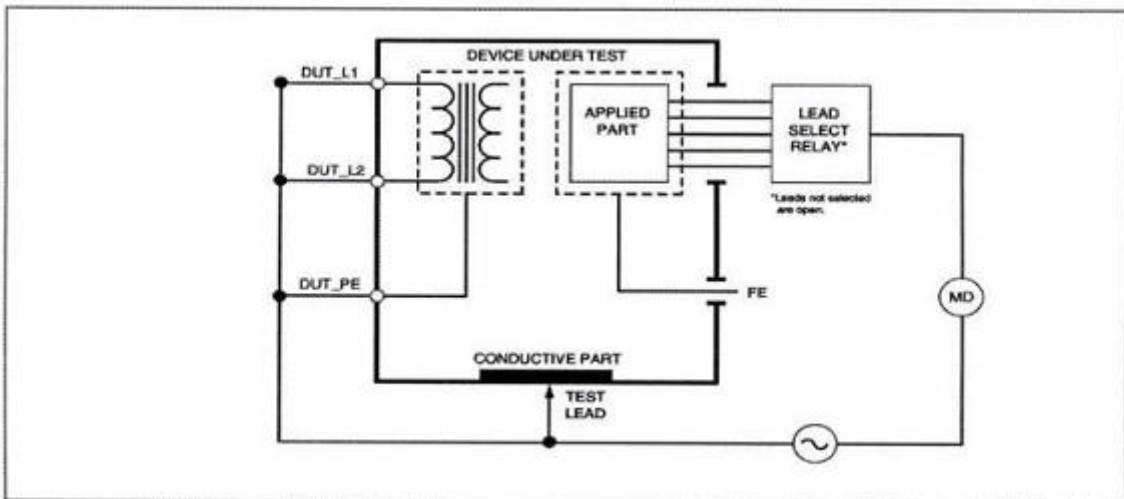 DEVICE UNDER TEST
DUT_L1
APPLIED
PART
LEAD
SELECT
RELAY*
DUT_L2
*Leads not selected
are open.
DUT_PE
FE
MD
CONDUCTIVE PART
TEST
LEAD